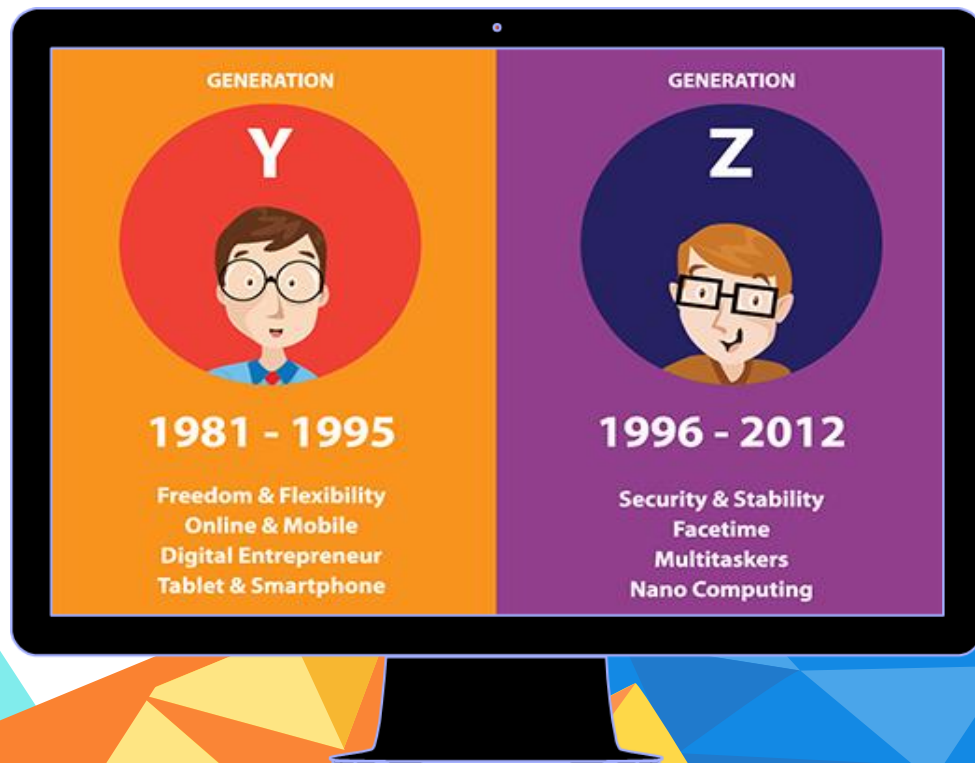 GENERATION
Y
1981 - 1995
Freedom & Flexibility
Online & Mobile
Digital Entrepreneur
Tablet & Smartphone
GENERATION
Z
1996 - 2012
Security & Stability
Facetime
Multitaskers
Nano Computing